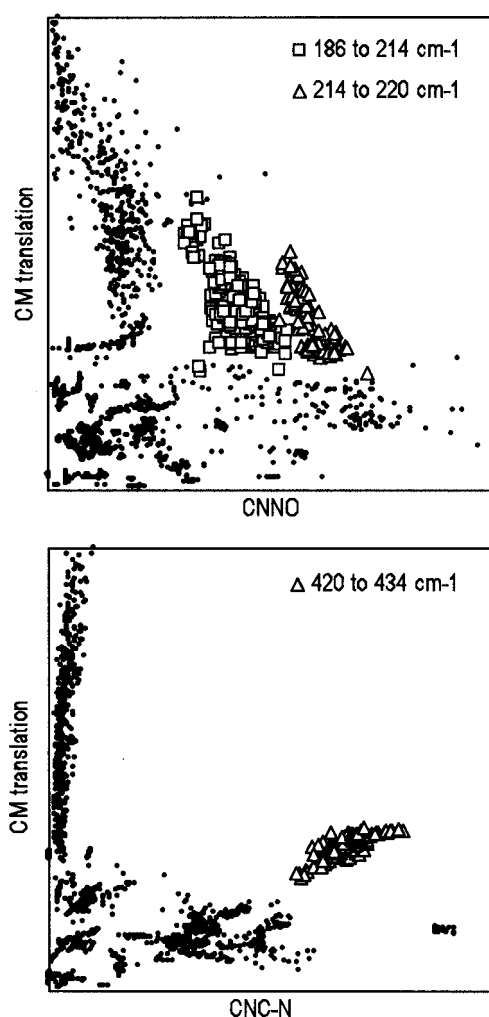 186 to 214 cm-1
214 to 220 cm-1
CM translation
CNNO
420 to 434 cm-1
CM translation
CNC-N